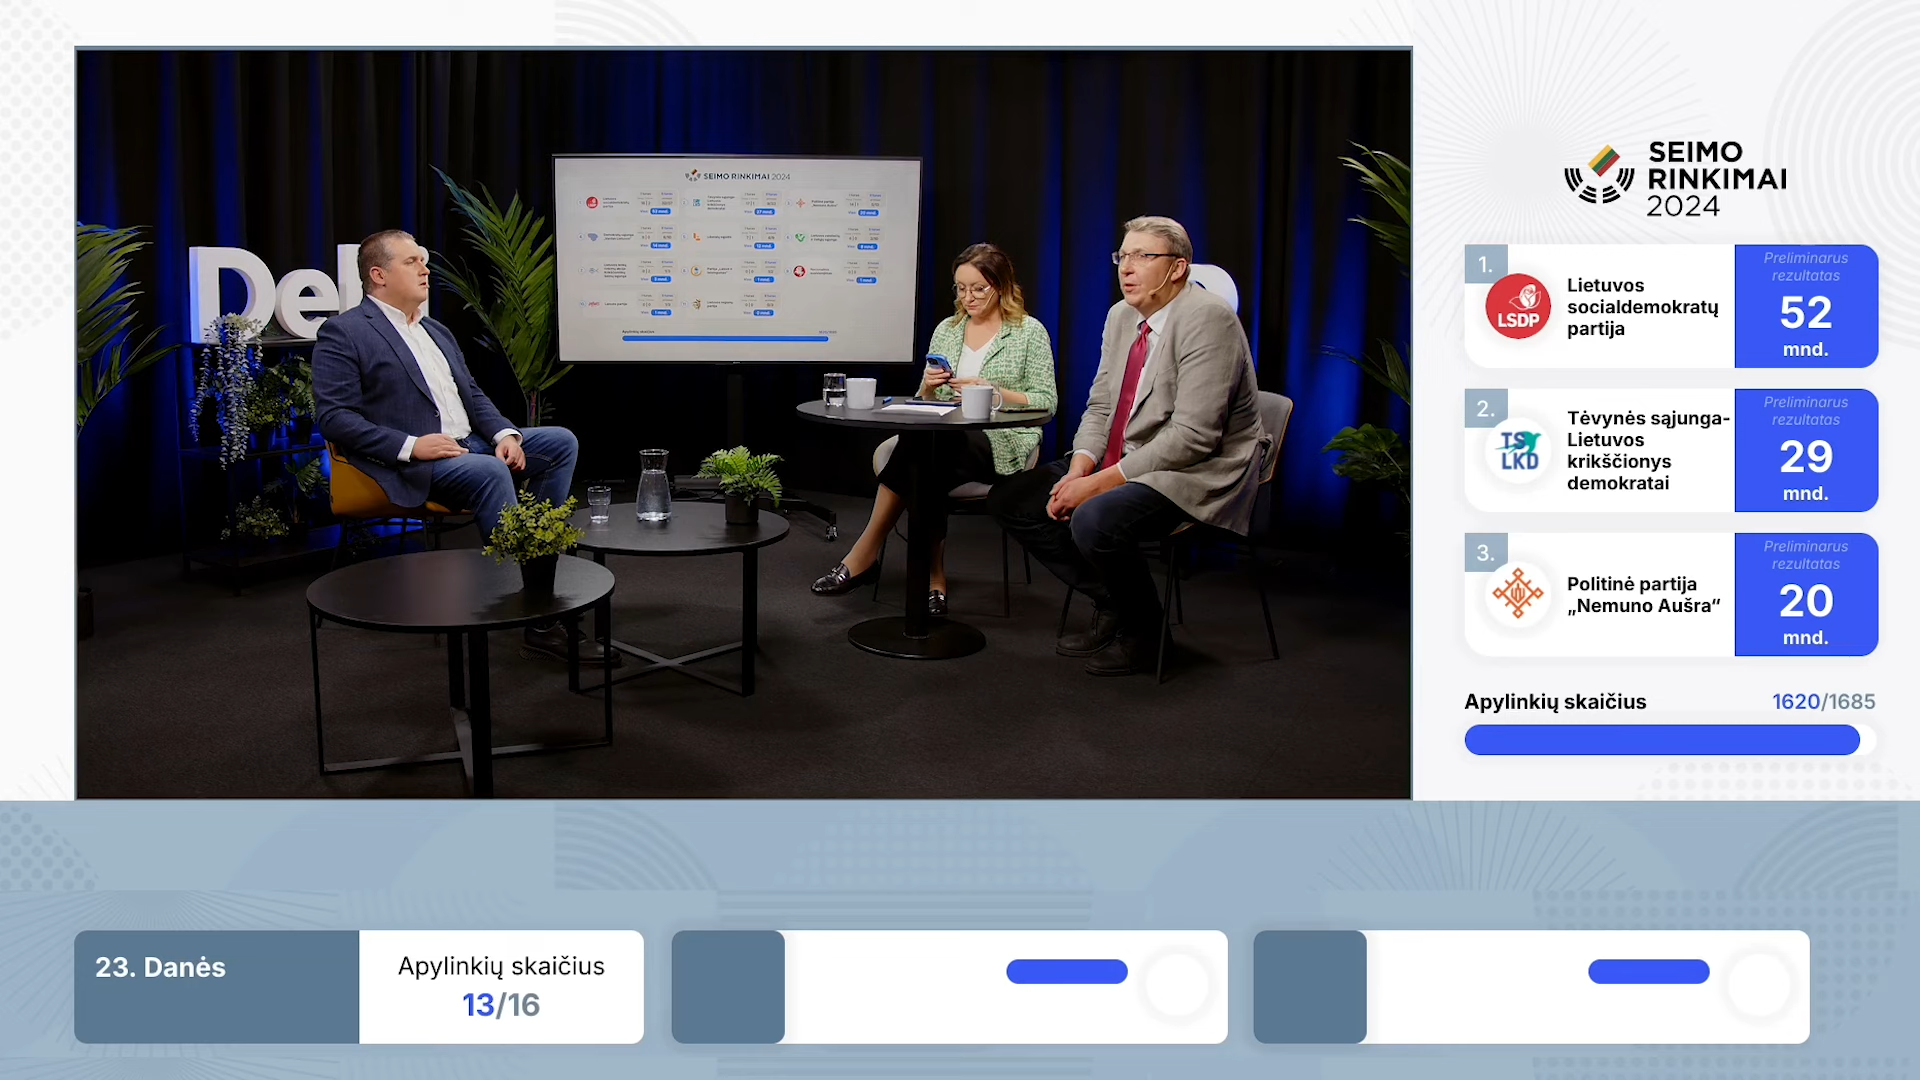 Del
SEIMO RINKIMAI 2024
SEIMO
RINKIMAI
2024
1.
LSDP
Lietuvos
socialdemokratų
partija
Preliminarus
rezultatas
52
mnd.
2.
TS
LKD
Tėvynės sąjunga-
Lietuvos
krikščionys
demokratai
Preliminarus
rezultatas
29
mnd.
3.
Politinė partija
„Nemuno Aušra“
Preliminarus
rezultatas
20
mnd.
Apylinkių skaičius
1620/1685
23. Danės
Apylinkių skaičius
13/16